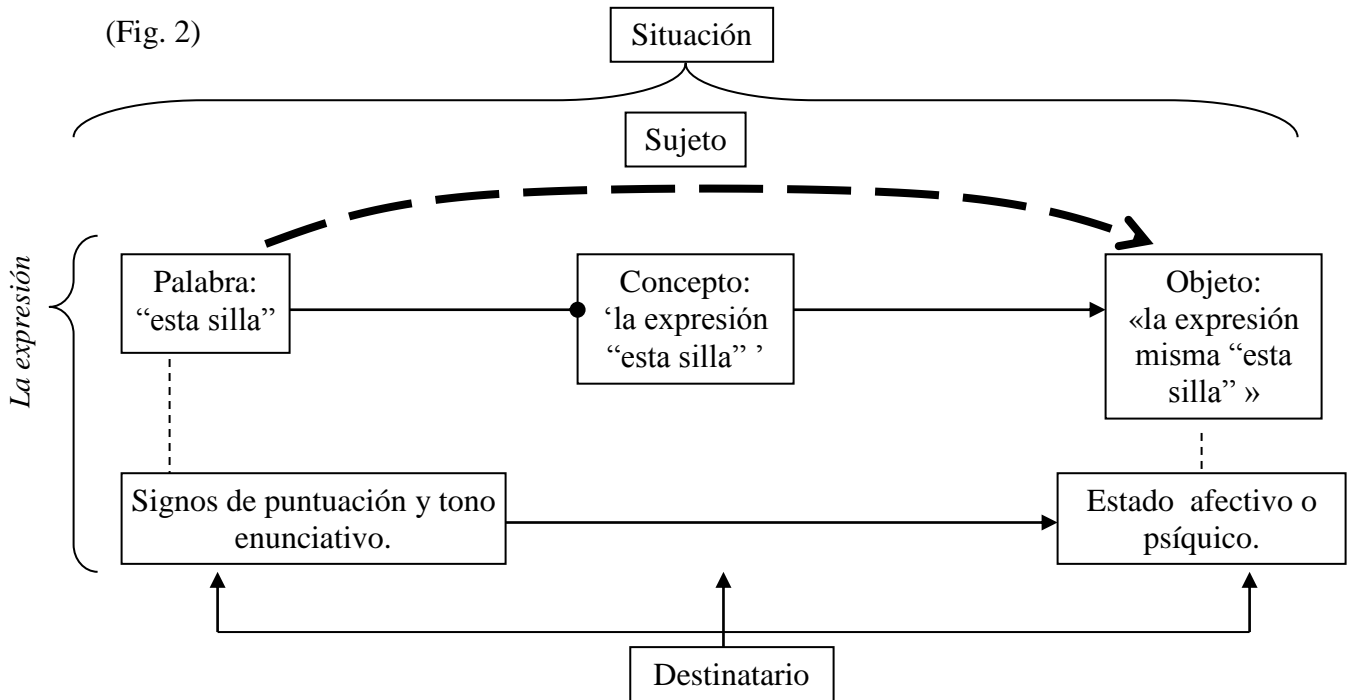 (Fig. 2)
Situación
Sujeto
La expresión
Palabra:
“esta silla”
Concepto:
‘la expresión
“esta silla” ’
Objeto:
«la expresión
misma “esta
silla” »
Signos de puntuación y tono
enunciativo.
Estado afectivo o
psíquico.
Destinatario